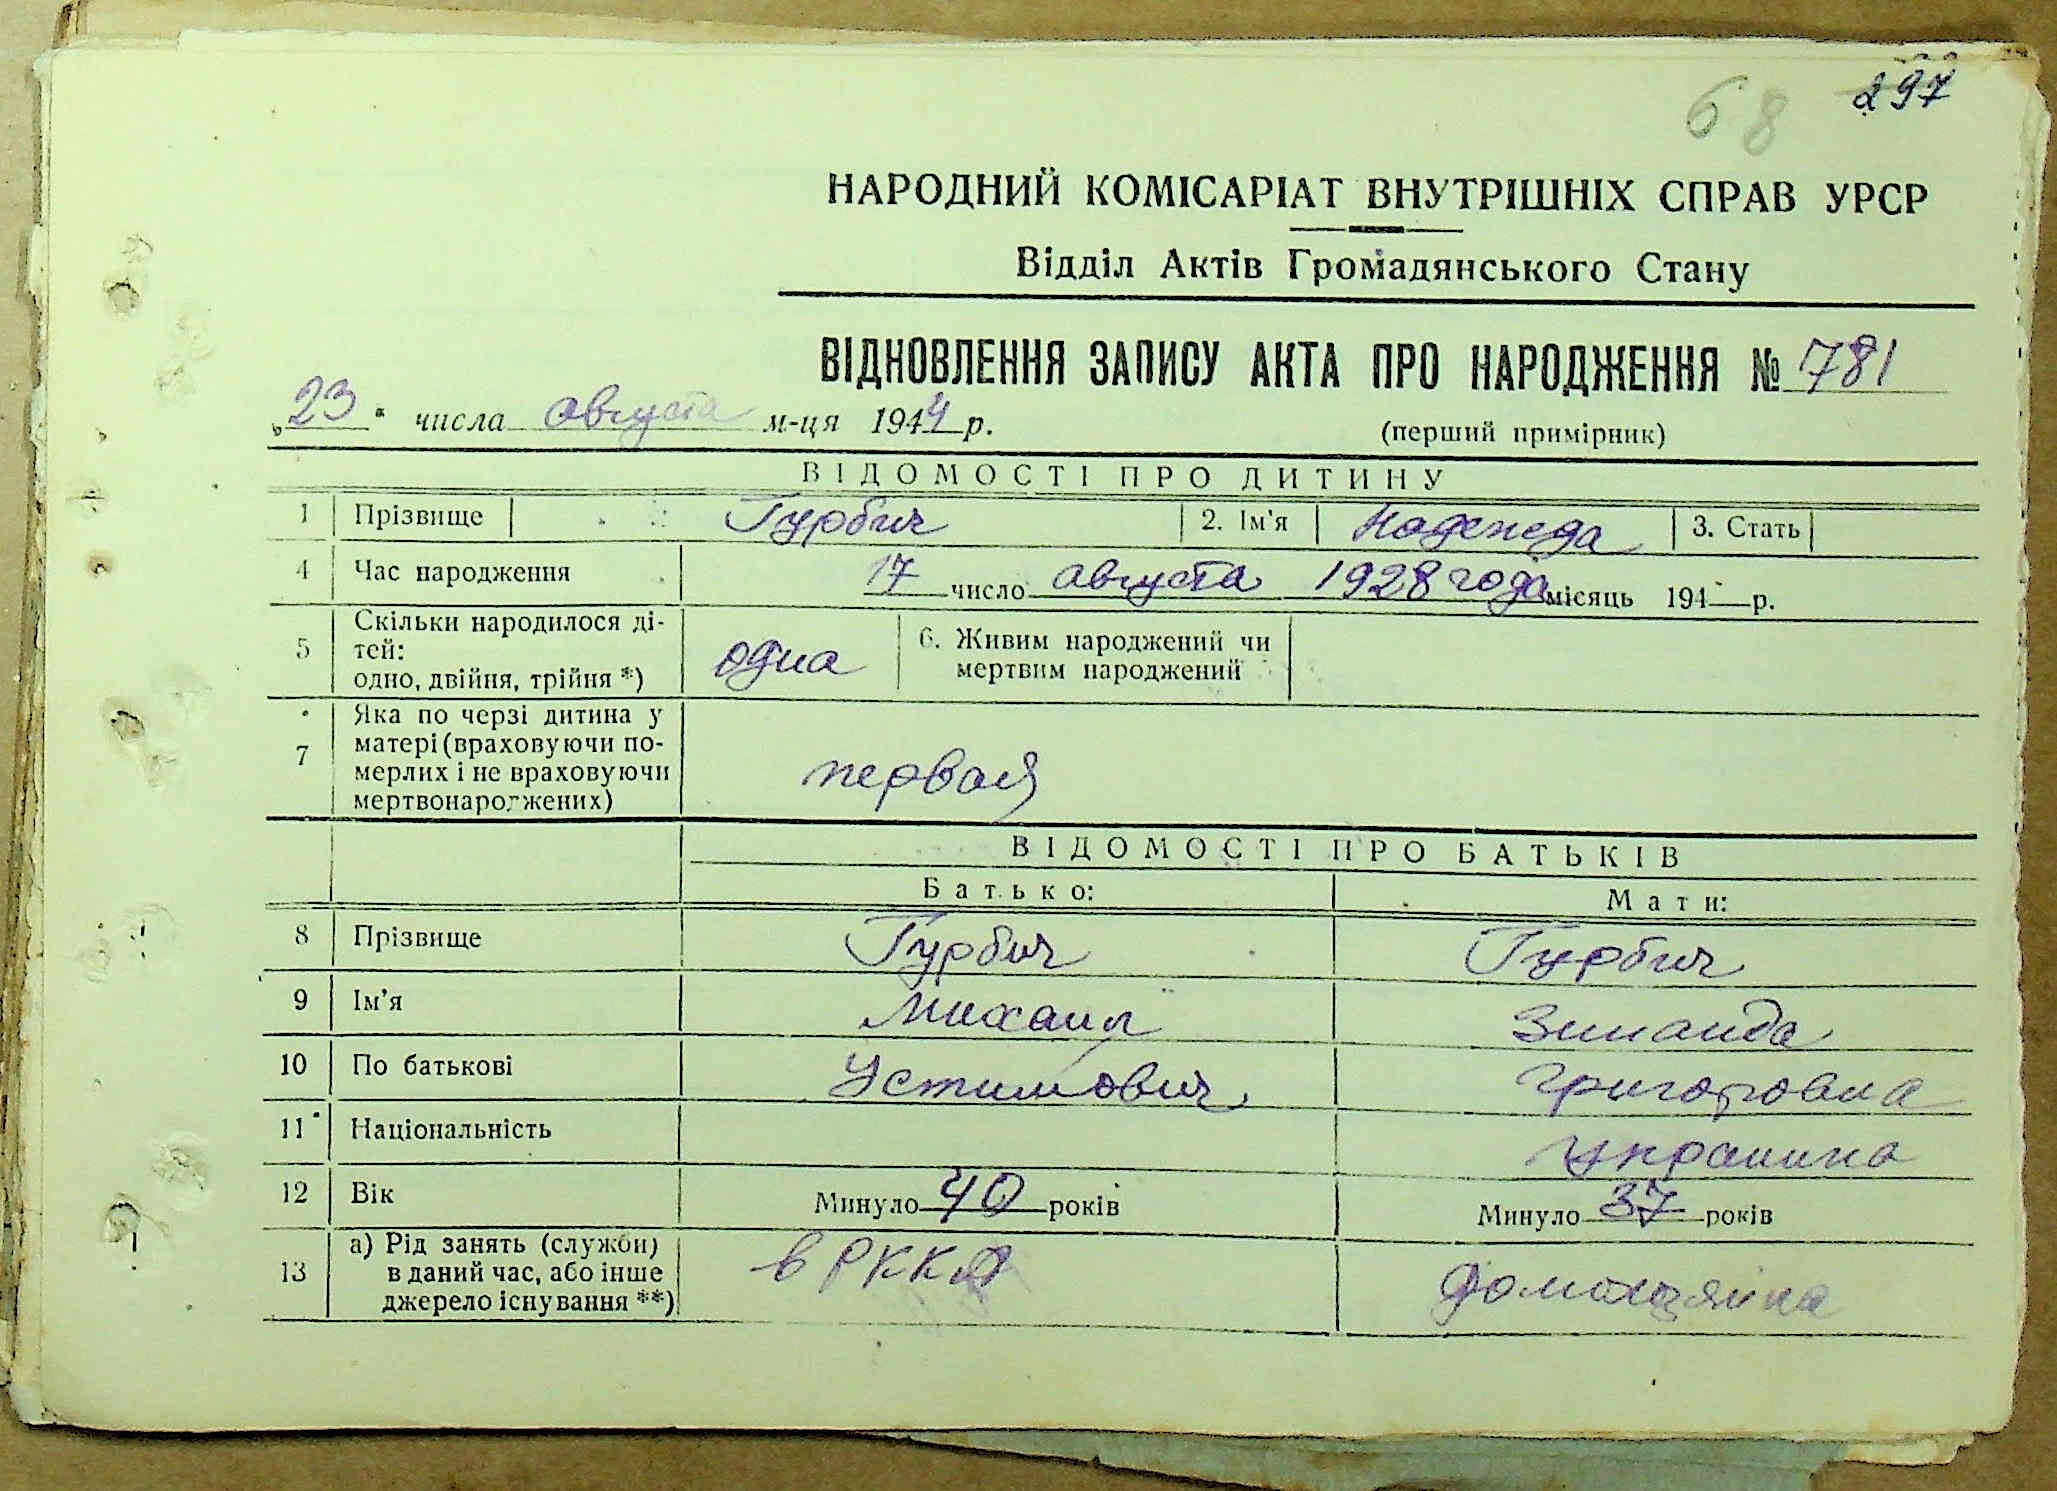 68 297
НАРОДНИЙ КОМІСАРІАТ ВНУТРІШНІХ СПРАВ УРСР
Відділ Актів Громадянського Стану
ВІДНОВЛЕННЯ ЗАПИСУ АКТА ПРО НАРОДЖЕННЯ № 781
„23“ числа августа м-ця 1944 р.
(перший примірник)
ВІДОМОСТІ ПРО ДИТИНУ
1 Прізвище Гурбич 2. Ім'я Надежда 3. Стать
4 Час народження 17 число августа 1928 года місяць 194 р.
5 Скільки народилося ді-
тей:
одно, двійня, трійня *) одна 6. Живим народжений чи
мертвим народжений
7 Яка по черзі дитина у
матері (враховуючи по-
мерлих і не враховуючи
мертвонароджених) первая
ВІДОМОСТІ ПРО БАТЬКІВ
Батько: Мати:
8 Прізвище Гурбич Гурбич
9 Ім'я Михаил Зинаида
10 По батькові Устимович Григоровна
11 Національність украинка
12 Вік Минуло 40 років Минуло 37 років
13 а) Рід занять (служби)
в даний час, або інше
джерело існування **) в РККА домохозяйка